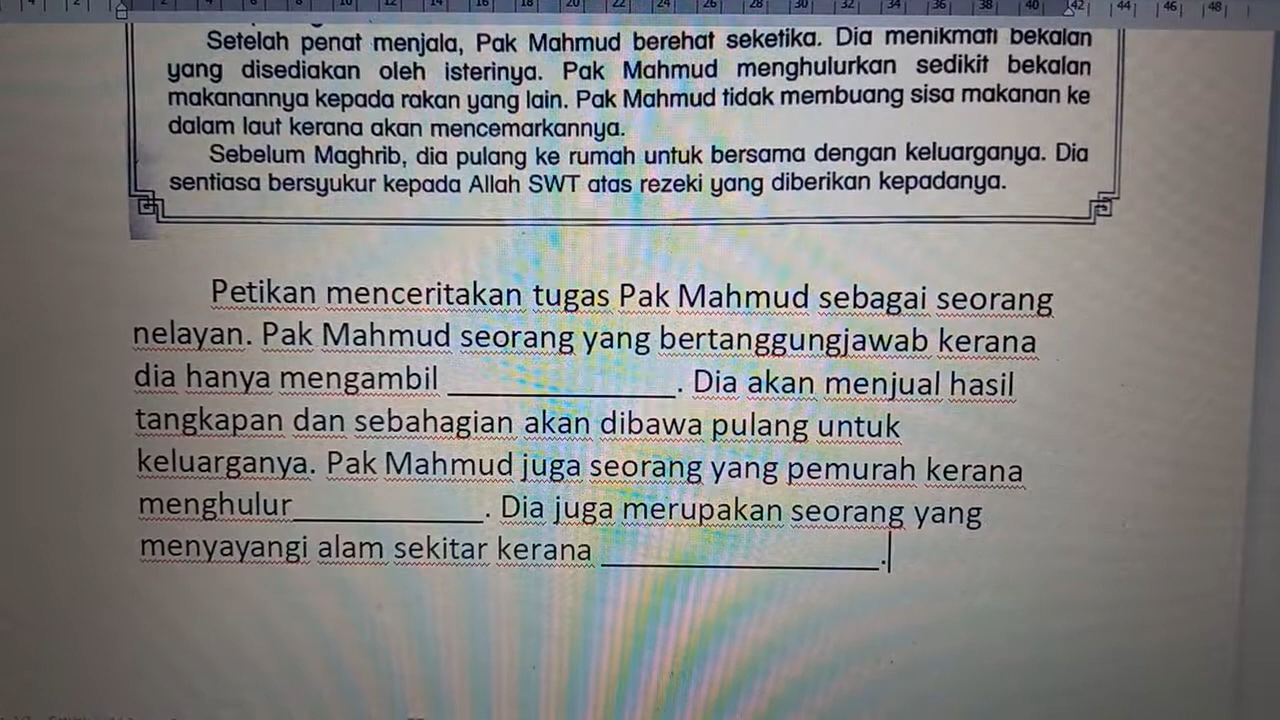 Setelah penat menjala, Pak Mahmud berehat seketika. Dia menikmati bekalan
yang disediakan oleh isterinya. Pak Mahmud menghulurkan sedikit bekalan
makanannya kepada rakan yang lain. Pak Mahmud tidak membuang sisa makanan ke
dalam laut kerana akan mencemarkannya.
Sebelum Maghrib, dia pulang ke rumah untuk bersama dengan keluarganya. Dia
sentiasa bersyukur kepada Allah SWT atas rezeki yang diberikan kepadanya.
Petikan menceritakan tugas Pak Mahmud sebagai seorang
nelayan. Pak Mahmud seorang yang bertanggungjawab kerana
dia hanya mengambil ______________. Dia akan menjual hasil
tangkapan dan sebahagian akan dibawa pulang untuk
keluarganya. Pak Mahmud juga seorang yang pemurah kerana
menghulur____________. Dia juga merupakan seorang yang
menyayangi alam sekitar kerana _________________.